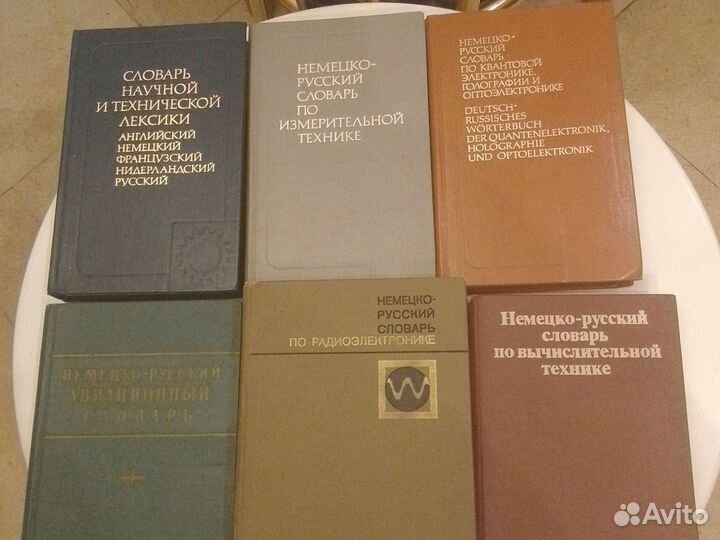 СЛОВАРЬ
НАУЧНОЙ
И ТЕХНИЧЕСКОЙ
ЛЕКСИКИ
АНГЛИЙСКИЙ
НЕМЕЦКИЙ
ФРАНЦУЗСКИЙ
НИДЕРЛАНДСКИЙ
РУССКИЙ
НЕМЕЦКО-
РУССКИЙ
СЛОВАРЬ
ПО
ИЗМЕРИТЕЛЬНОЙ
ТЕХНИКЕ
НЕМЕЦКО-
РУССКИЙ
СЛОВАРЬ
ПО КВАНТОВОЙ
ЭЛЕКТРОНИКЕ,
ГОЛОГРАФИИ И
ОПТОЭЛЕКТРОНИКЕ
DEUTSCH-
RUSSISCHES
WÖRTERBUCH
DER QUANTENELEKTRONIK,
HOLOGRAPHIE
UND OPTOELEKTRONIK
НЕМЕЦКО-РУССКИЙ
АВИАЦИОННЫЙ
СЛОВАРЬ
НЕМЕЦКО-
РУССКИЙ
СЛОВАРЬ
ПО РАДИОЭЛЕКТРОНИКЕ
Немецко-русский
словарь
по вычислительной
технике
Avito